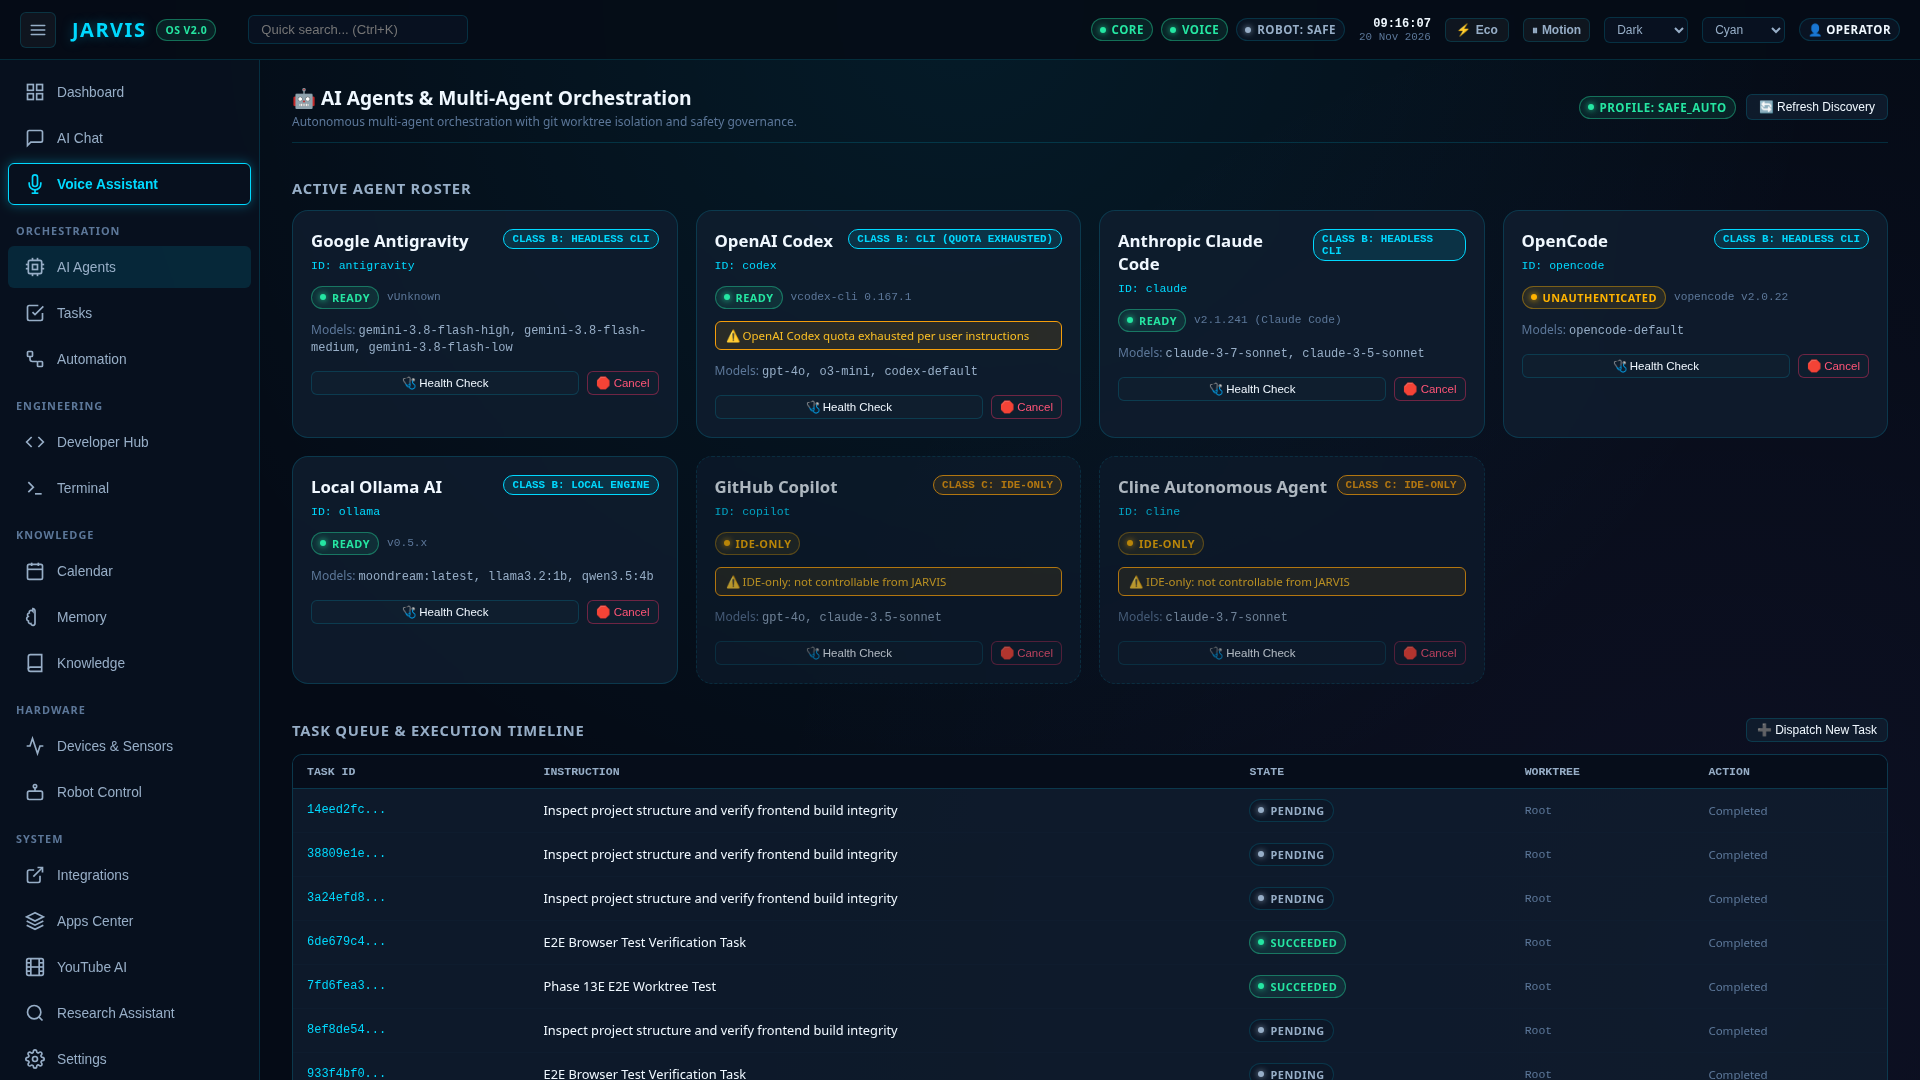 JARVIS
OS V2.0
Quick search... (Ctrl+K)
CORE
VOICE
ROBOT: SAFE
09:16:07
20 Nov 2026
⚡ Eco
Motion
Dark
Cyan
👤 OPERATOR
Dashboard
AI Chat
Voice Assistant
ORCHESTRATION
AI Agents
Tasks
Automation
ENGINEERING
Developer Hub
Terminal
KNOWLEDGE
Calendar
Memory
Knowledge
HARDWARE
Devices & Sensors
Robot Control
SYSTEM
Integrations
Apps Center
YouTube AI
Research Assistant
Settings
🤖 AI Agents & Multi-Agent Orchestration
Autonomous multi-agent orchestration with git worktree isolation and safety governance.
PROFILE: SAFE_AUTO
🔄 Refresh Discovery
ACTIVE AGENT ROSTER
Google Antigravity
CLASS B: HEADLESS CLI
ID: antigravity
READY
vUnknown
Models: gemini-3.8-flash-high, gemini-3.8-flash-
medium, gemini-3.8-flash-low
🩺 Health Check
🛑 Cancel
OpenAI Codex
CLASS B: CLI (QUOTA EXHAUSTED)
ID: codex
READY
vcodex-cli 0.167.1
⚠️ OpenAI Codex quota exhausted per user instructions
Models: gpt-4o, o3-mini, codex-default
🩺 Health Check
🛑 Cancel
Anthropic Claude
Code
CLASS B: HEADLESS
CLI
ID: claude
READY
v2.1.241 (Claude Code)
Models: claude-3-7-sonnet, claude-3-5-sonnet
🩺 Health Check
🛑 Cancel
OpenCode
CLASS B: HEADLESS CLI
ID: opencode
UNAUTHENTICATED
vopencode v2.0.22
Models: opencode-default
🩺 Health Check
🛑 Cancel
Local Ollama AI
CLASS B: LOCAL ENGINE
ID: ollama
READY
v0.5.x
Models: moondream:latest, llama3.2:1b, qwen3.5:4b
🩺 Health Check
🛑 Cancel
GitHub Copilot
CLASS C: IDE-ONLY
ID: copilot
IDE-ONLY
⚠️ IDE-only: not controllable from JARVIS
Models: gpt-4o, claude-3.5-sonnet
🩺 Health Check
🛑 Cancel
Cline Autonomous Agent
CLASS C: IDE-ONLY
ID: cline
IDE-ONLY
⚠️ IDE-only: not controllable from JARVIS
Models: claude-3.7-sonnet
🩺 Health Check
🛑 Cancel
TASK QUEUE & EXECUTION TIMELINE
➕ Dispatch New Task
TASK ID INSTRUCTION STATE WORKTREE ACTION
14eed2fc... Inspect project structure and verify frontend build integrity PENDING Root Completed
38809e1e... Inspect project structure and verify frontend build integrity PENDING Root Completed
3a24efd8... Inspect project structure and verify frontend build integrity PENDING Root Completed
6de679c4... E2E Browser Test Verification Task SUCCEEDED Root Completed
7fd6fea3... Phase 13E E2E Worktree Test SUCCEEDED Root Completed
8ef8de54... Inspect project structure and verify frontend build integrity PENDING Root Completed
933f4bf0... E2E Browser Test Verification Task PENDING Root Completed